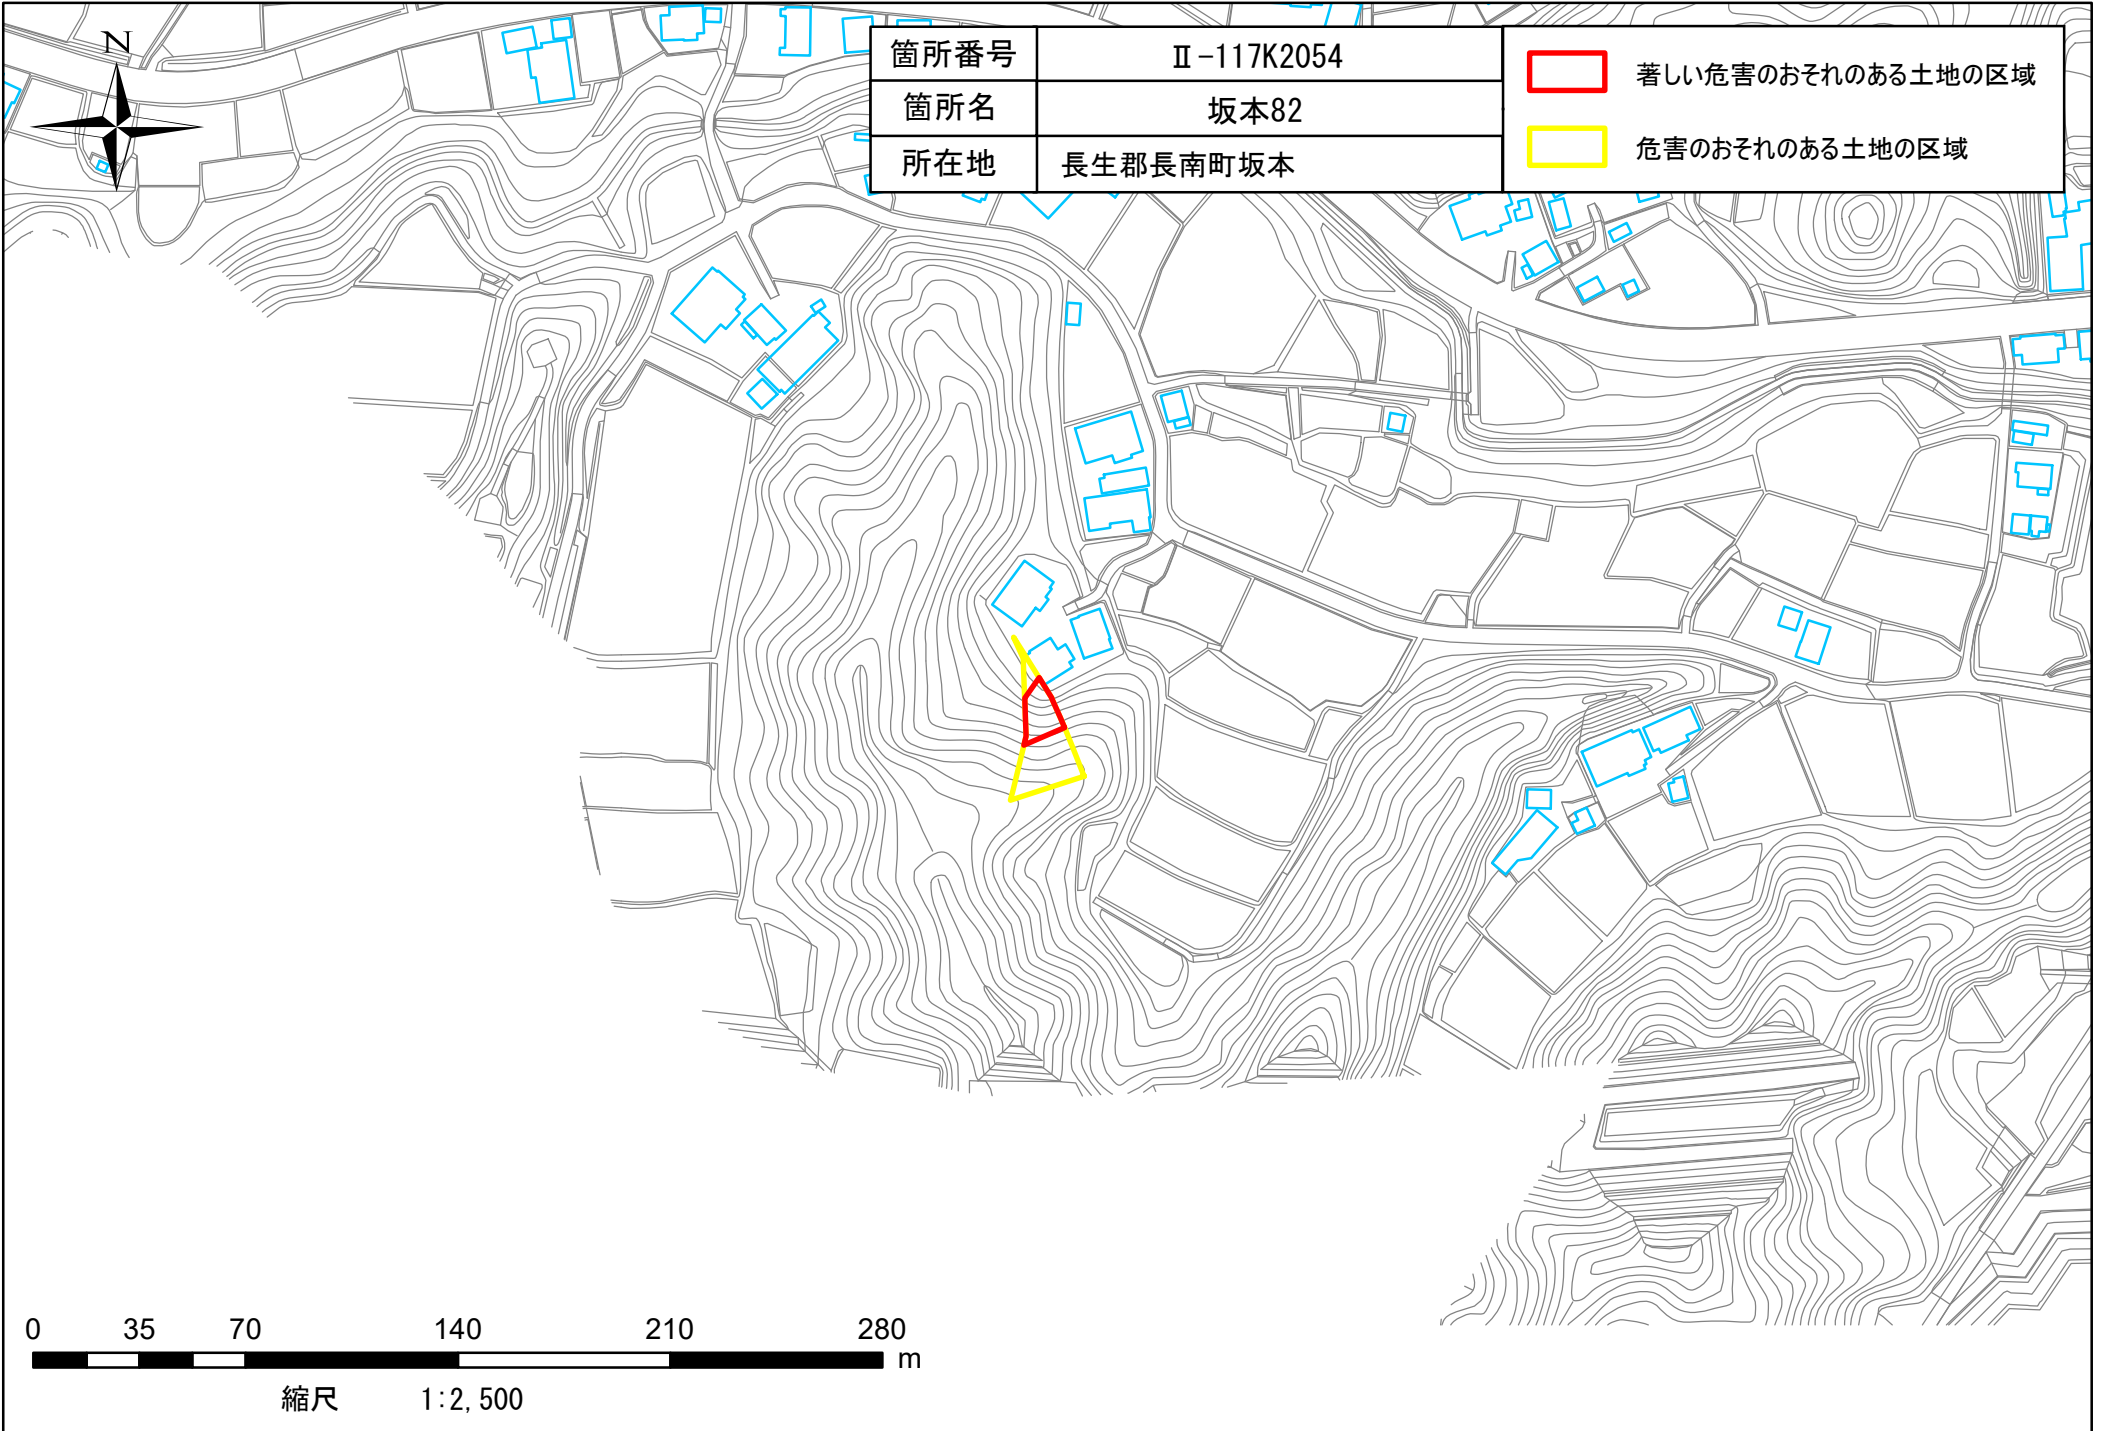 N
箇所番号 Ⅱ-117K2054
箇所名 坂本82
所在地 長生郡長南町坂本
著しい危害のおそれのある土地の区域
危害のおそれのある土地の区域
0 35 70 140 210 280
m
縮尺 1:2,500